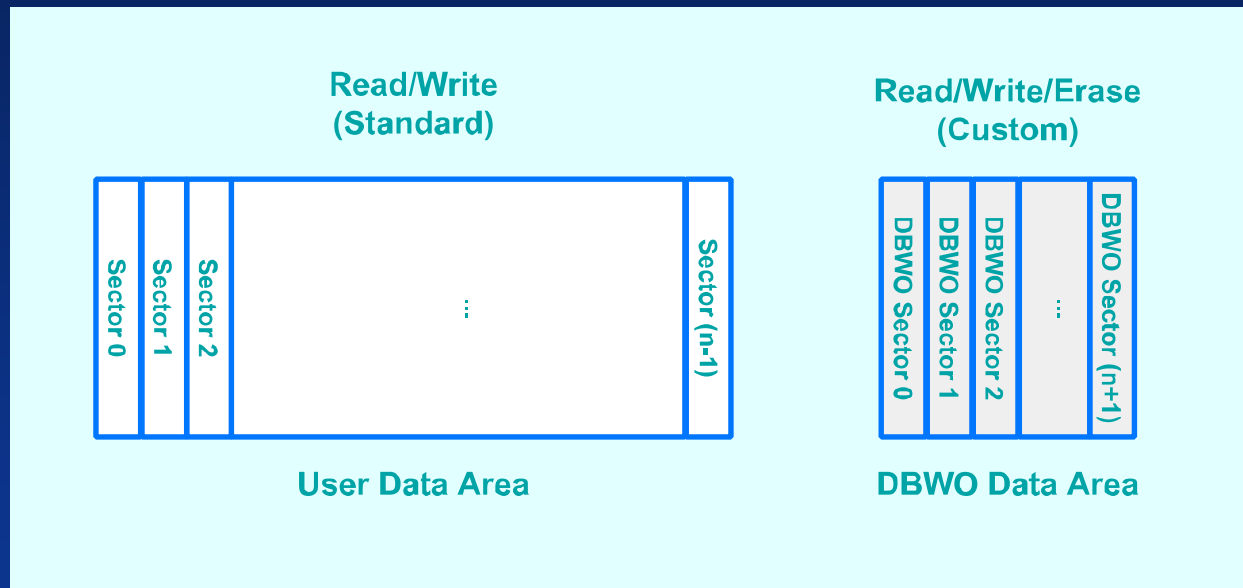 Read/Write
(Standard)
Read/Write/Erase
(Custom)
Sector 0
Sector 1
Sector 2
...
Sector (n-1)
DBWO Sector 0
DBWO Sector 1
DBWO Sector 2
...
DBWO Sector (n+1)
User Data Area
DBWO Data Area